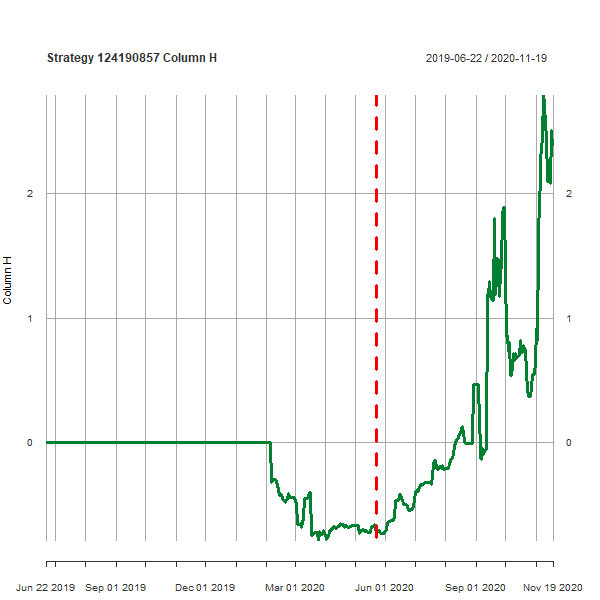 Strategy 124190857 Column H
2019-06-22 / 2020-11-19
Column H
2
2
1
1
0
0
Jun 22 2019
Sep 01 2019
Dec 01 2019
Mar 01 2020
Jun 01 2020
Sep 01 2020
Nov 19 2020